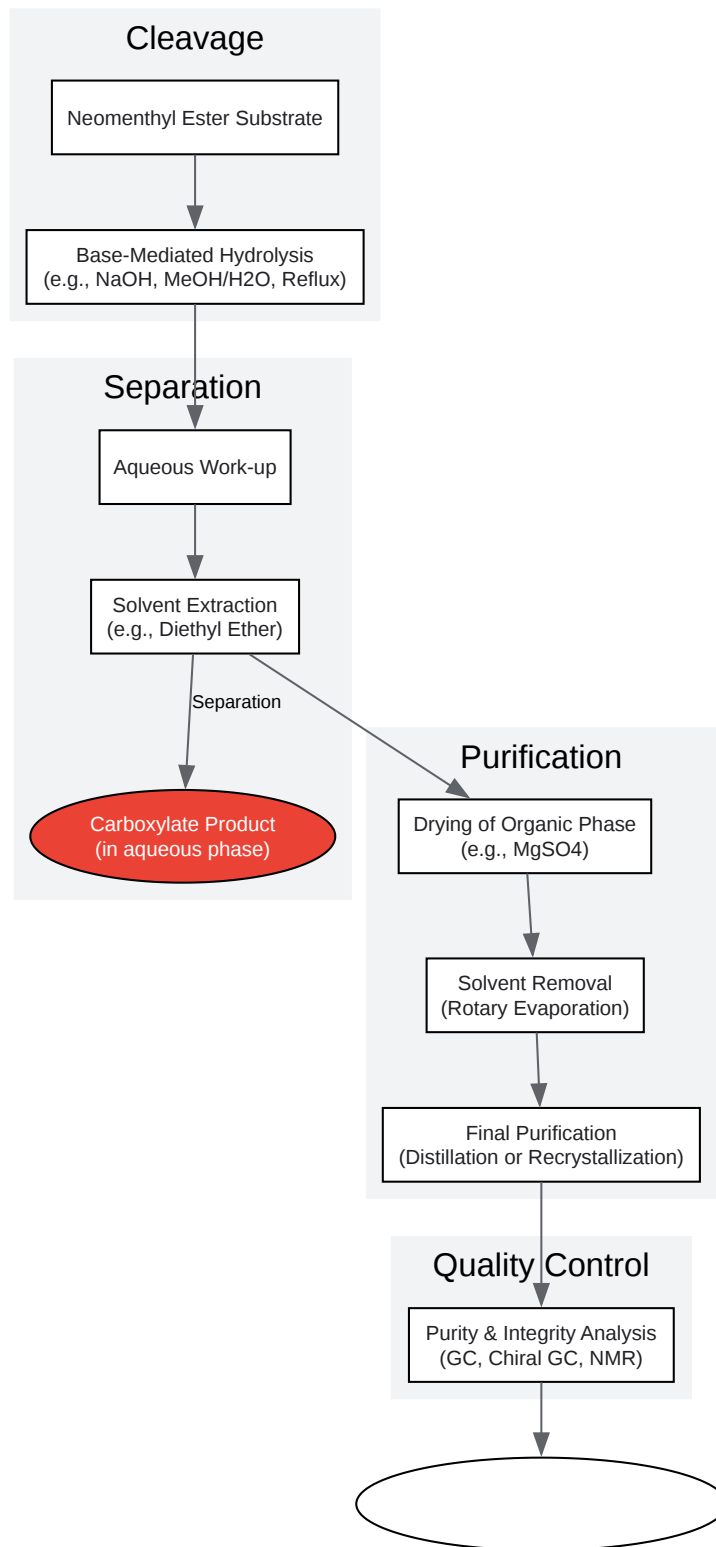 Cleavage
Neomenthyl Ester Substrate
Base-Mediated Hydrolysis
(e.g., NaOH, MeOH/H2O, Reflux)
Separation
Aqueous Work-up
Solvent Extraction
(e.g., Diethyl Ether)
Separation
Carboxylate Product
(in aqueous phase)
Purification
Drying of Organic Phase
(e.g., MgSO4)
Solvent Removal
(Rotary Evaporation)
Final Purification
(Distillation or Recrystallization)
Quality Control
Purity & Integrity Analysis
(GC, Chiral GC, NMR)